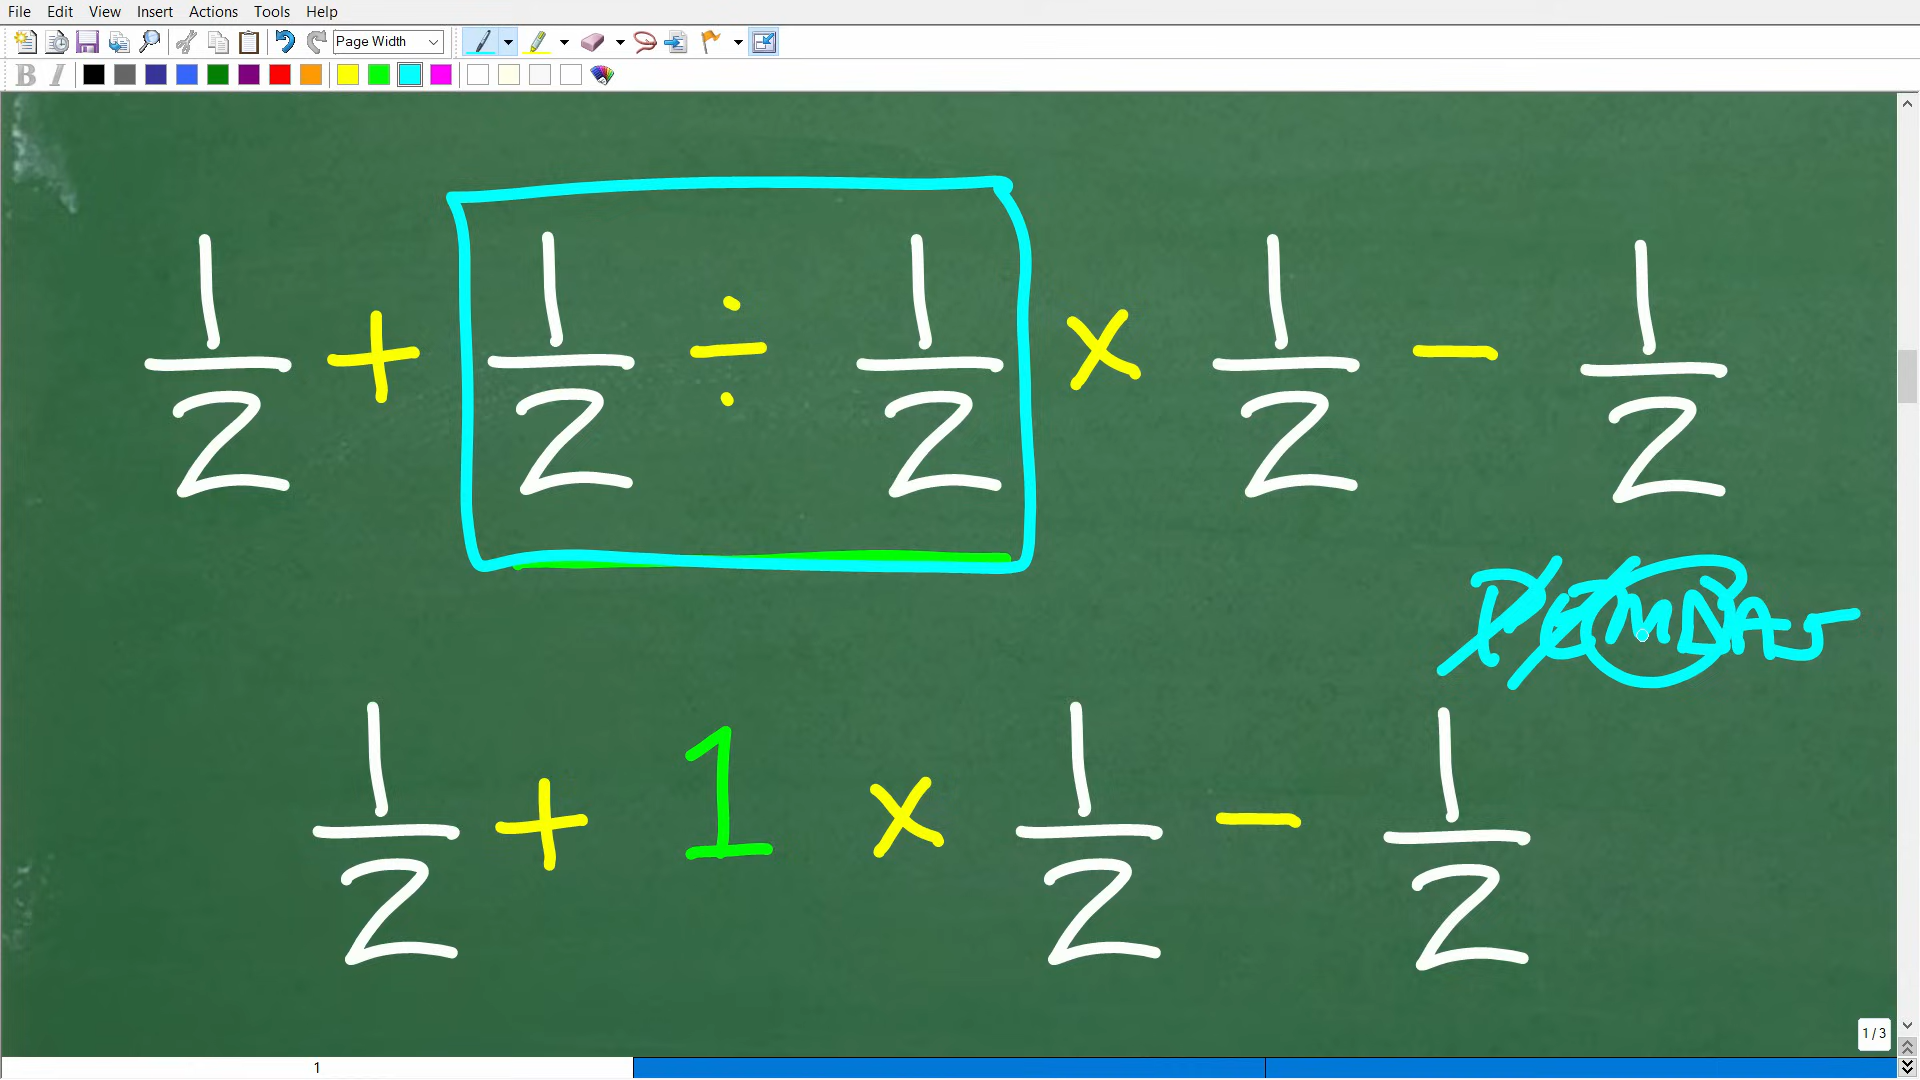 File Edit View Insert Actions Tools Help
Page Width
B I
1/2 + 1/2 ÷ 1/2 × 1/2 − 1/2
PEMDAS
1/2 + 1 × 1/2 − 1/2
1 / 3
1